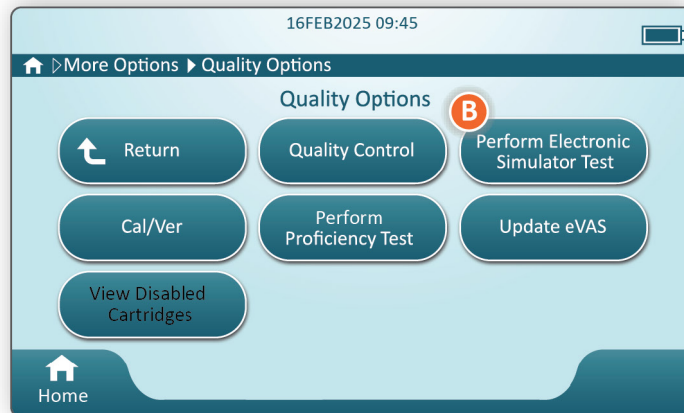 16FEB2025 09:45
More Options Quality Options
Quality Options
B
Return
Quality Control
Perform Electronic
Simulator Test
Cal/Ver
Perform
Proficiency Test
Update eVAS
View Disabled
Cartridges
Home